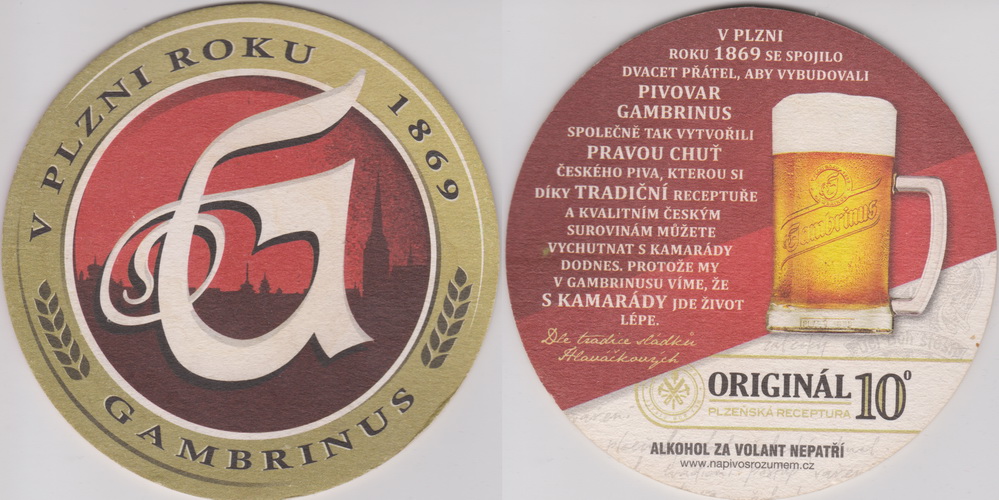 V PLZNI ROKU 1869
G
GAMBRINUS
V PLZNI
ROKU 1869 SE SPOJILO
DVACET PŘÁTEL, ABY VYBUDOVALI
PIVOVAR
GAMBRINUS
SPOLEČNĚ TAK VYTVOŘILI
PRAVOU CHUŤ
ČESKÉHO PIVA, KTEROU SI
DÍKY TRADIČNÍ RECEPTUŘE
A KVALITNÍM ČESKÝM
SUROVINÁM MŮŽETE
VYCHUTNAT S KAMARÁDY
DODNES. PROTOŽE MY
V GAMBRINUSU VÍME, ŽE
S KAMARÁDY JDE ŽIVOT
LÉPE.
Dle tradice sládků
Hlaváčkových
Gambrinus
ORIGINÁL 10°
PLZEŇSKÁ RECEPTURA
ALKOHOL ZA VOLANT NEPATŘÍ
www.napivosrozumem.cz